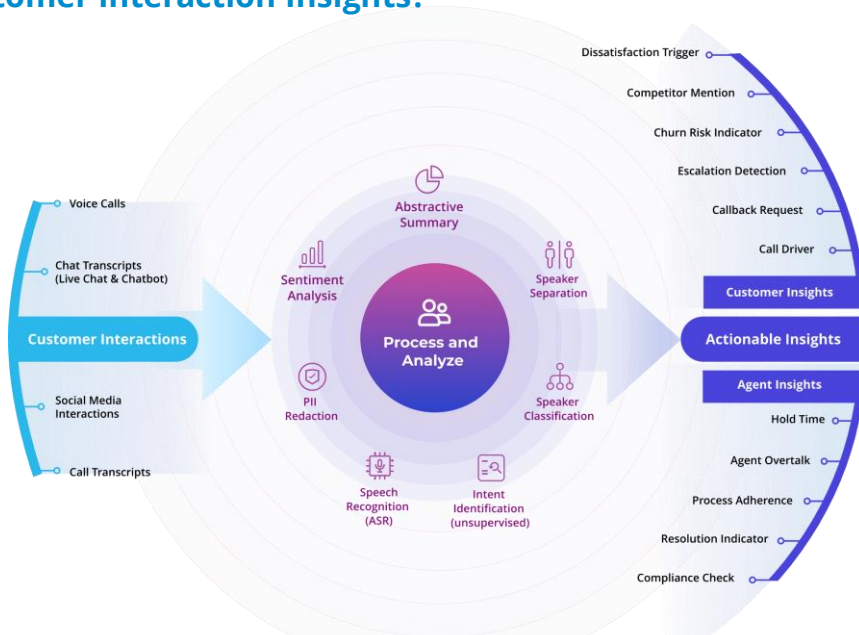 Interaction Insights?
Voice Calls
Chat Transcripts
(Live Chat & Chatbot)
Customer Interactions
Social Media
Interactions
Call Transcripts
Abstractive
Summary
Sentiment
Analysis
Speaker
Separation
Process and
Analyze
PII
Redaction
Speaker
Classification
Speech
Recognition
(ASR)
Intent
Identification
(unsupervised)
Dissatisfaction Trigger
Competitor Mention
Churn Risk Indicator
Escalation Detection
Callback Request
Call Driver
Customer Insights
Actionable Insights
Agent Insights
Hold Time
Agent Overtalk
Process Adherence
Resolution Indicator
Compliance Check